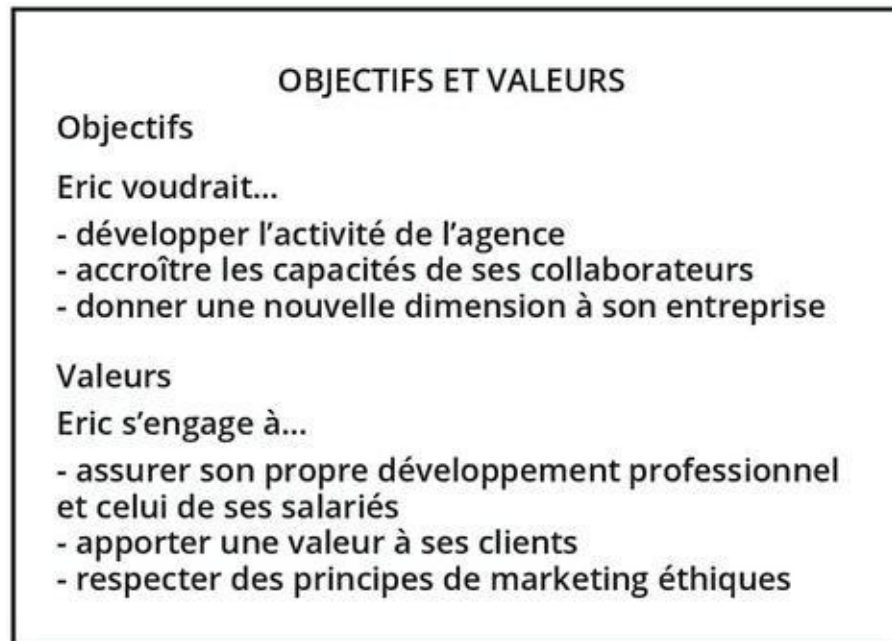 OBJECTIFS ET VALEURS
Objectifs
Eric voudrait...
- développer l'activité de l'agence
- accroître les capacités de ses collaborateurs
- donner une nouvelle dimension à son entreprise
Valeurs
Eric s'engage à...
- assurer son propre développement professionnel
et celui de ses salariés
- apporter une valeur à ses clients
- respecter des principes de marketing éthiques